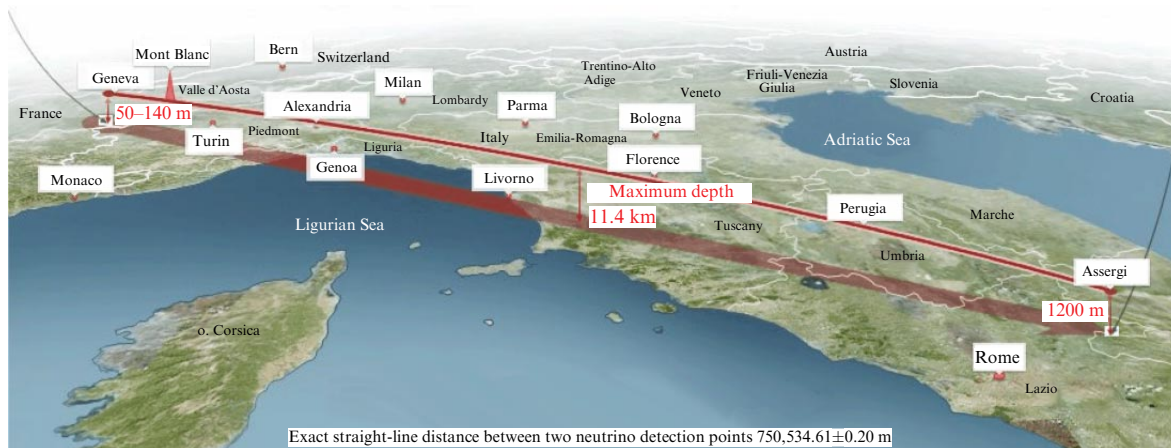 Mont Blanc
Bern
Switzerland
Austria
Geneva
Valle d'Aosta
Milan
Trentino-Alto
Adige
Friuli-Venezia
Giulia
Slovenia
Croatia
France
50–140 m
Alexandria
Lombardy
Parma
Veneto
Turin
Piedmont
Liguria
Italy
Emilia-Romagna
Bologna
Adriatic Sea
Genoa
Florence
Monaco
Livorno
Maximum depth
11.4 km
Perugia
Marche
Ligurian Sea
Tuscany
Umbria
Assergi
1200 m
o. Corsica
Rome
Lazio
Exact straight-line distance between two neutrino detection points 750,534.61±0.20 m